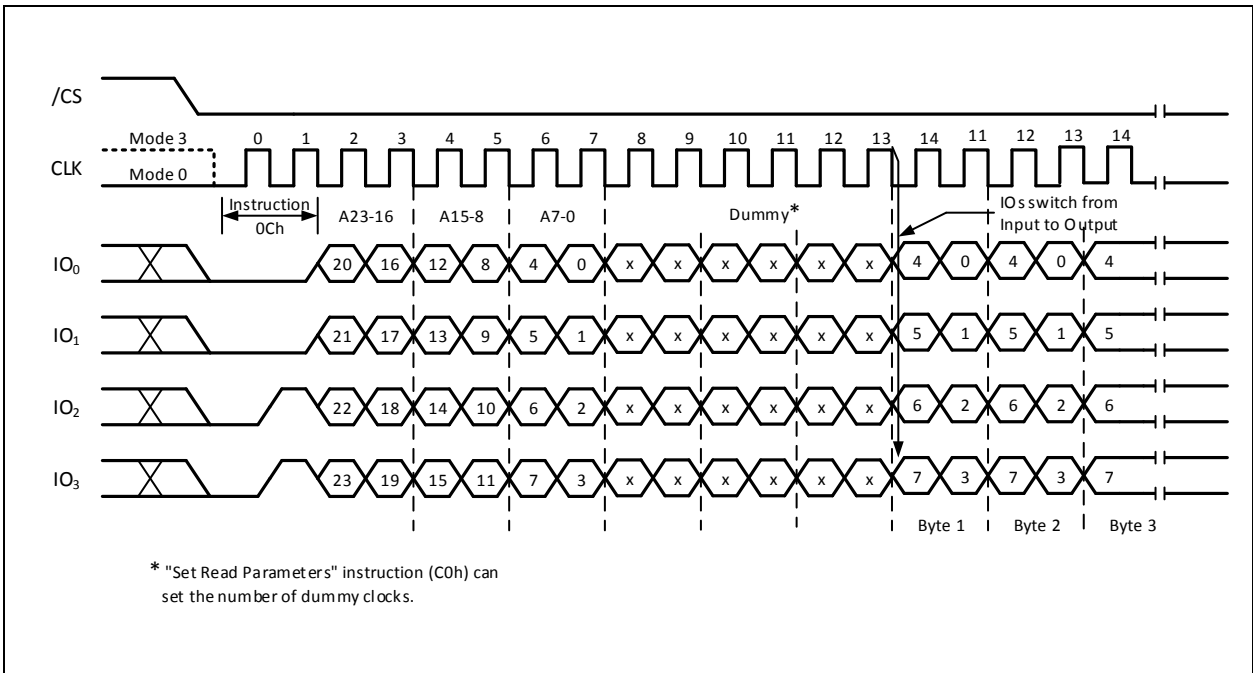 /CS
Mode 3 0 1 2 3 4 5 6 7 8 9 10 11 12 13 14 11 12 13 14
CLK
Mode 0
Instruction A23-16 A15-8 A7-0 Dummy* IOs switch from
0Ch Input to Output
IO0 20 16 12 8 4 0 x x x x x x 4 0 4 0 4
IO1 21 17 13 9 5 1 x x x x x x 5 1 5 1 5
IO2 22 18 14 10 6 2 x x x x x x 6 2 6 2 6
IO3 23 19 15 11 7 3 x x x x x x 7 3 7 3 7
Byte 1 Byte 2 Byte 3
* "Set Read Parameters" instruction (C0h) can
set the number of dummy clocks.